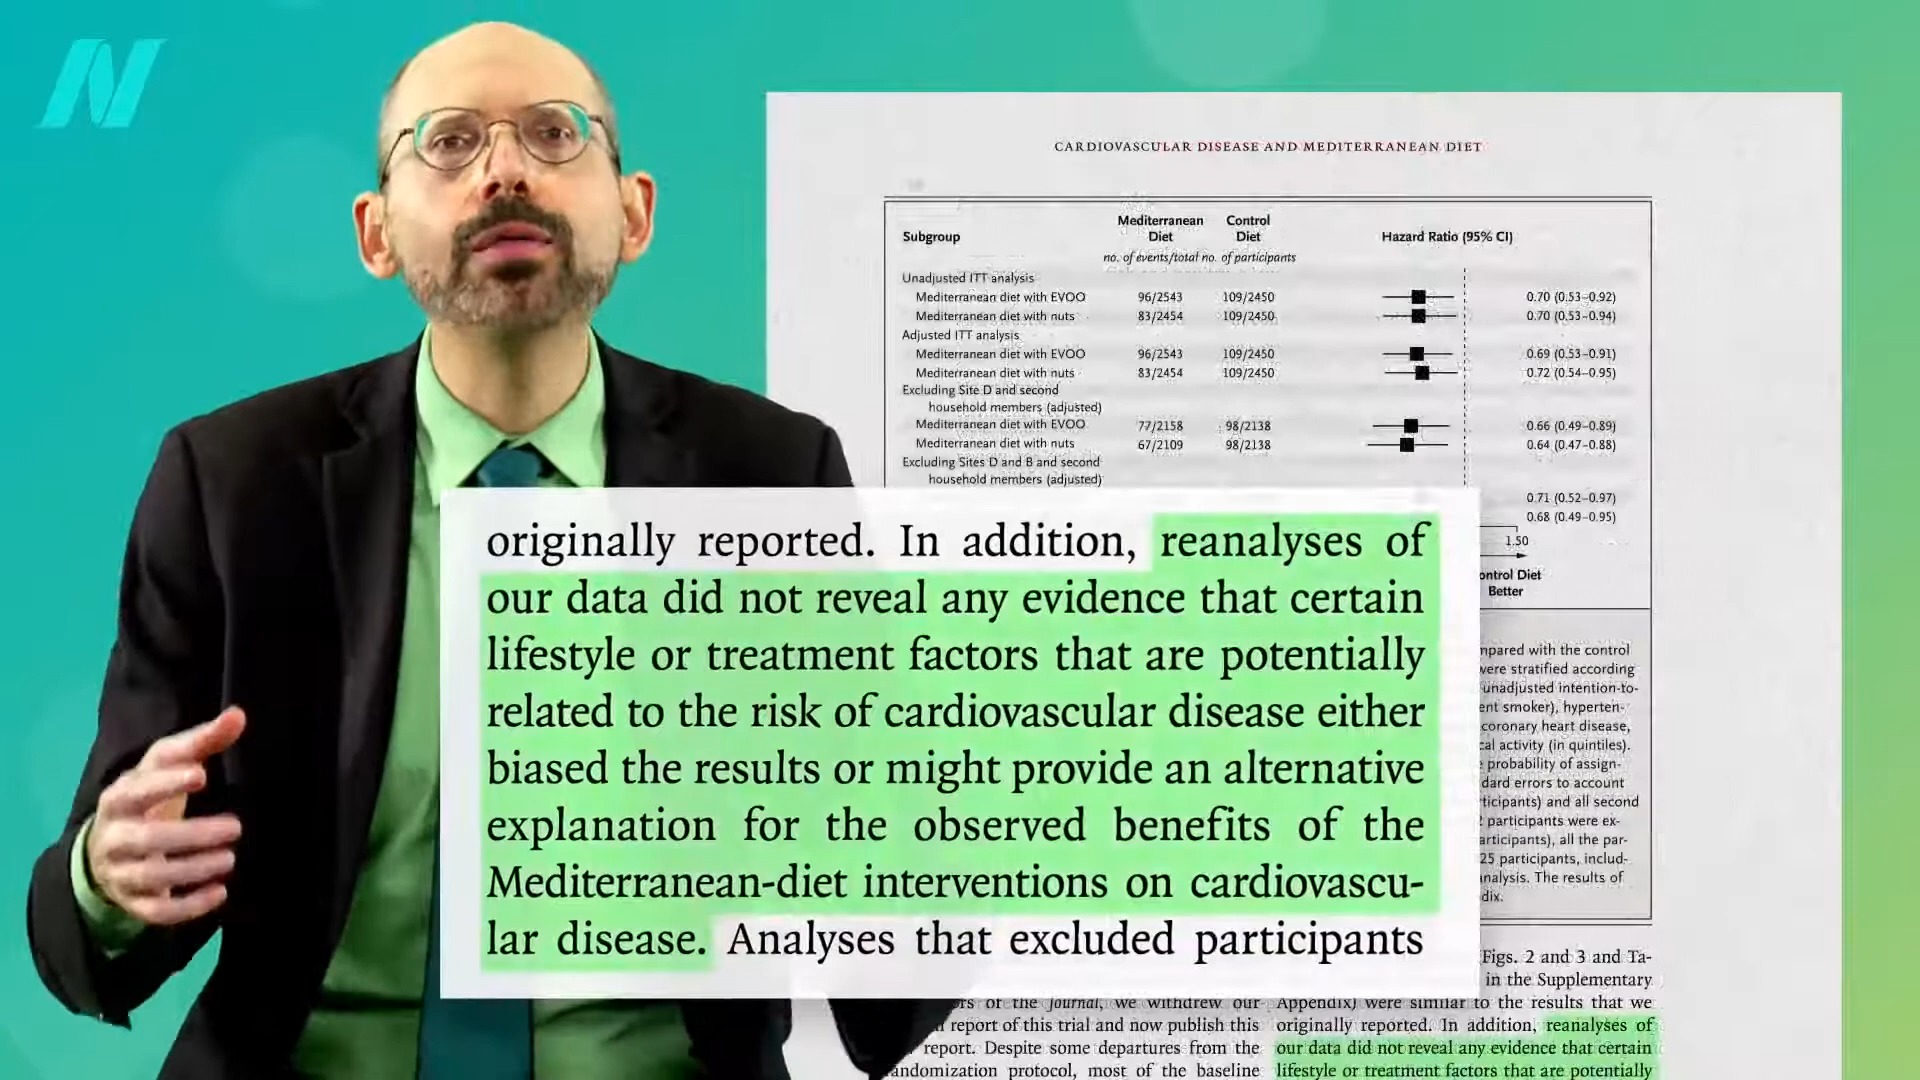 N
CARDIOVASCULAR DISEASE AND MEDITERRANEAN DIET
Subgroup
Mediterranean Diet
Control Diet
Hazard Ratio (95% CI)
no. of events/total no. of participants
Unadjusted ITT analysis
Mediterranean diet with EVOO 96/2543 109/2450 0.70 (0.53–0.92)
Mediterranean diet with nuts 83/2454 109/2450 0.70 (0.53–0.94)
Adjusted ITT analysis
Mediterranean diet with EVOO 96/2543 109/2450 0.69 (0.53–0.91)
Mediterranean diet with nuts 83/2454 109/2450 0.72 (0.54–0.95)
Excluding Site D and second
household members (adjusted)
Mediterranean diet with EVOO 77/2158 98/2138 0.66 (0.49–0.89)
Mediterranean diet with nuts 67/2109 98/2138 0.64 (0.47–0.88)
Excluding Sites D and B and second
household members (adjusted)
0.71 (0.52–0.97)
0.68 (0.49–0.95)
1.50
ontrol Diet
Better
originally reported. In addition, reanalyses of
our data did not reveal any evidence that certain
lifestyle or treatment factors that are potentially
related to the risk of cardiovascular disease either
biased the results or might provide an alternative
explanation for the observed benefits of the
Mediterranean-diet interventions on cardiovascu-
lar disease. Analyses that excluded participants
mpared with the control
were stratified according
unadjusted intention-to-
ent smoker), hyperten-
coronary heart disease,
cal activity (in quintiles).
probability of assign-
dard errors to account
ticipants) and all second
participants were ex-
articipants), all the par-
25 participants, includ-
nalysis. The results of
dix.
Figs. 2 and 3 and Ta-
in the Supplementary
rs of the Journal, we withdrew our
report of this trial and now publish this
report. Despite some departures from the
andomization protocol, most of the baseline
Appendix) were similar to the results that we
originally reported. In addition, reanalyses of
our data did not reveal any evidence that certain
lifestyle or treatment factors that are potentially